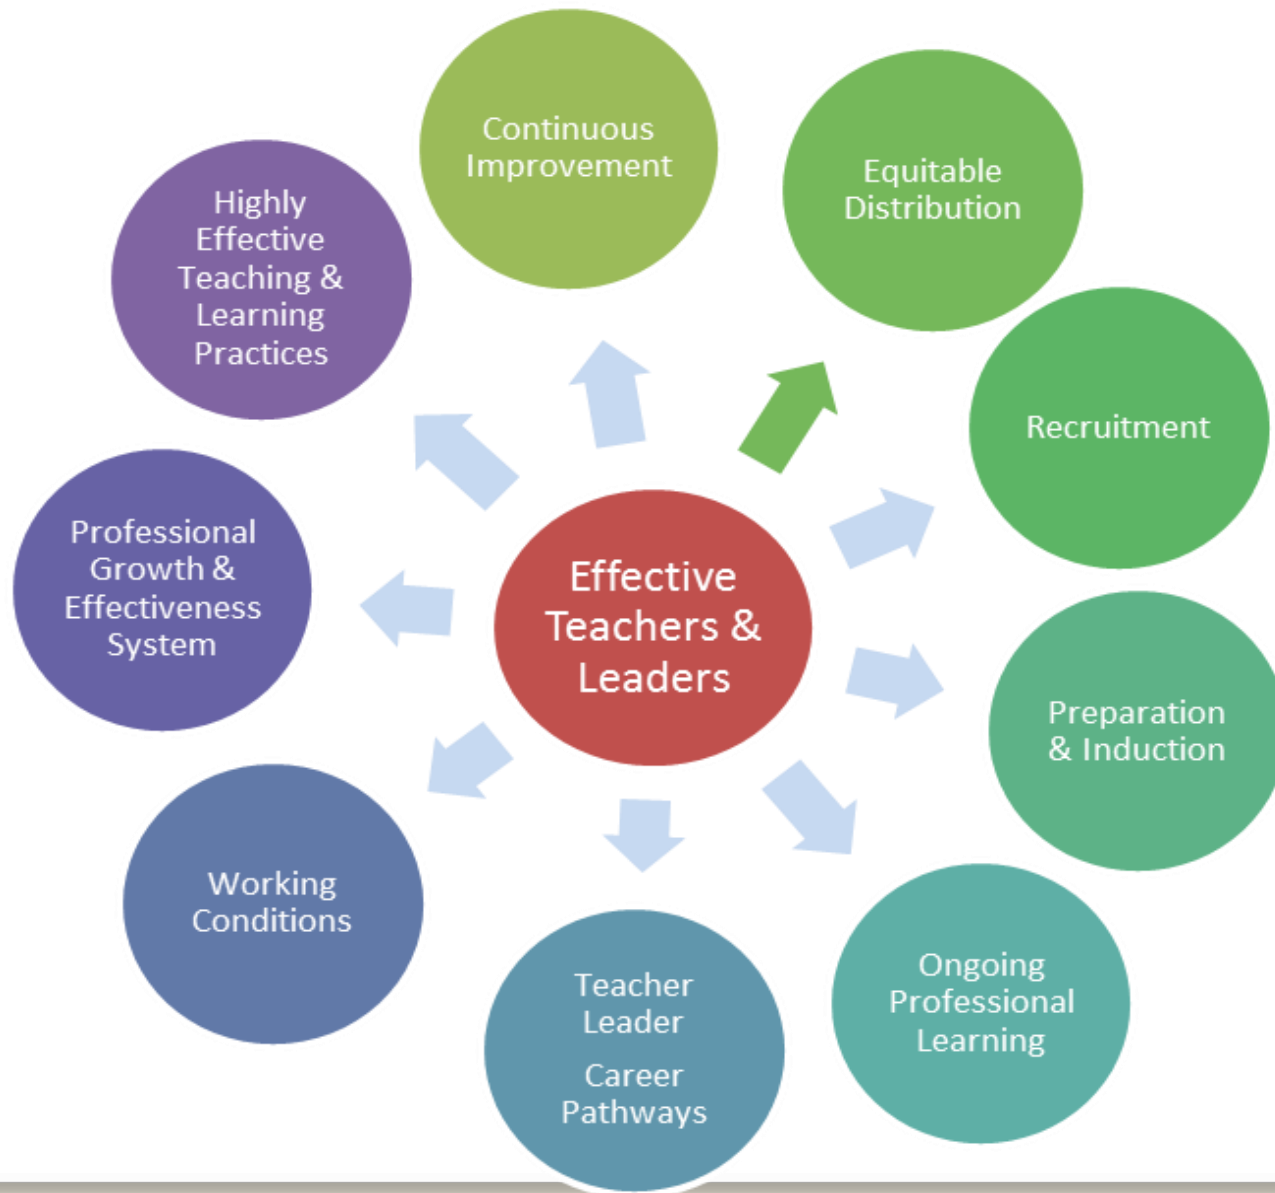 Continuous
Improvement
Equitable
Distribution
Recruitment
Preparation
& Induction
Ongoing
Professional
Learning
Teacher
Leader
Career
Pathways
Working
Conditions
Professional
Growth &
Effectiveness
System
Highly
Effective
Teaching &
Learning
Practices
Effective
Teachers &
Leaders